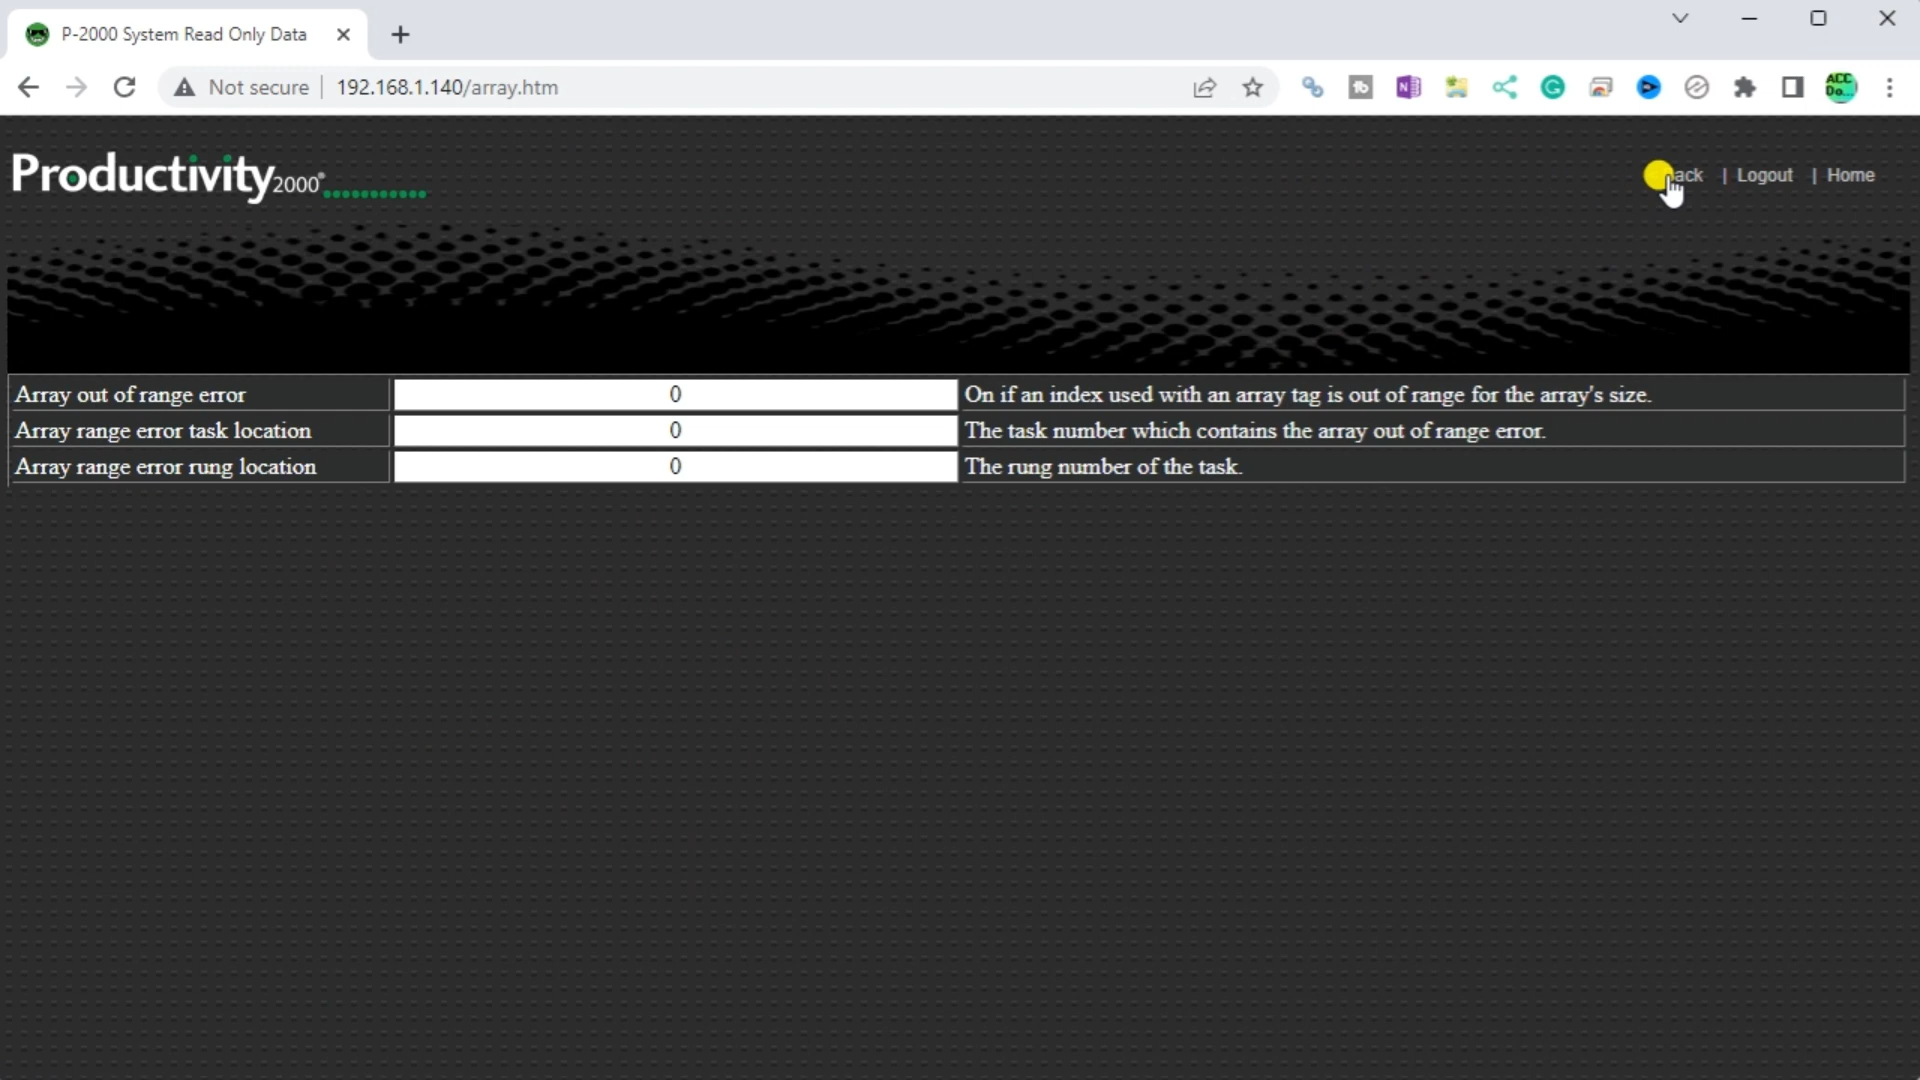 P-2000 System Read Only Data
Not secure | 192.168.1.140/array.htm
Productivity2000®
ack | Logout | Home
Array out of range error 0 On if an index used with an array tag is out of range for the array's size.
Array range error task location 0 The task number which contains the array out of range error.
Array range error rung location 0 The rung number of the task.